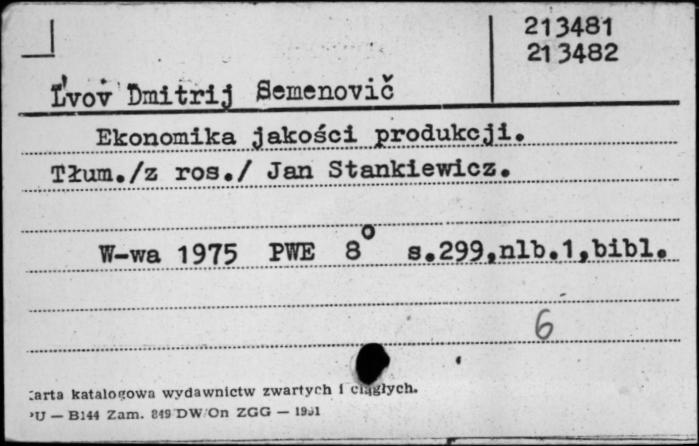 213481
213482
L'vov Dmitrij Semenovič
Ekonomika jakości produkcji.
Tłum./z ros./ Jan Stankiewicz.
W-wa 1975 PWE 8° s.299,nlb.1,bibl.
6
Karta katalogowa wydawnictw zwartych i ciągłych.
PU — B144 Zam. 849 DW/On ZGG —